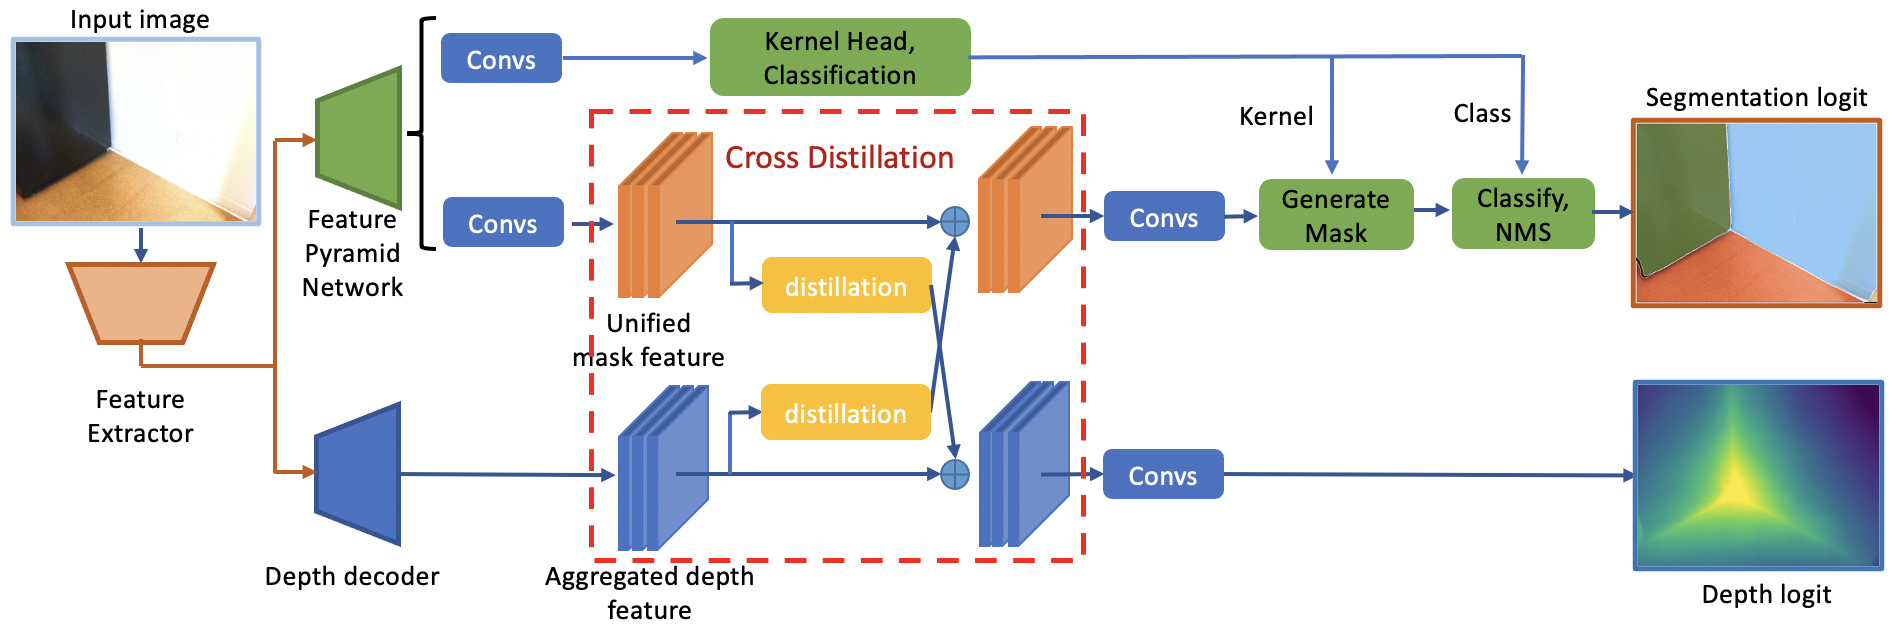 Input image
Convs
Kernel Head,
Classification
Segmentation logit
Kernel
Class
Cross Distillation
Feature
Pyramid
Network
Convs
Convs
Generate
Mask
Classify,
NMS
distillation
Unified
mask feature
Feature
Extractor
distillation
Convs
Depth decoder
Aggregated depth
feature
Depth logit